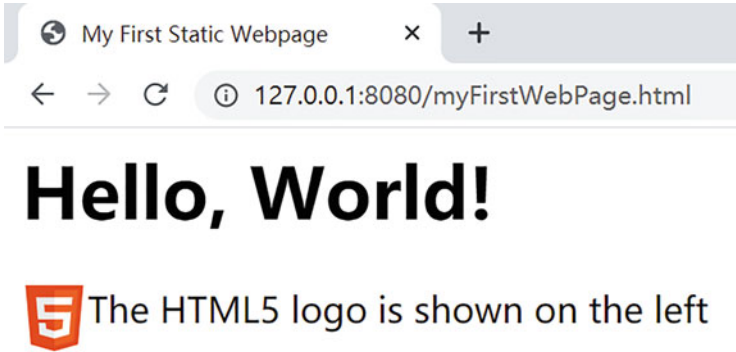 My First Static Webpage
127.0.0.1:8080/myFirstWebPage.html
Hello, World!
5 The HTML5 logo is shown on the left